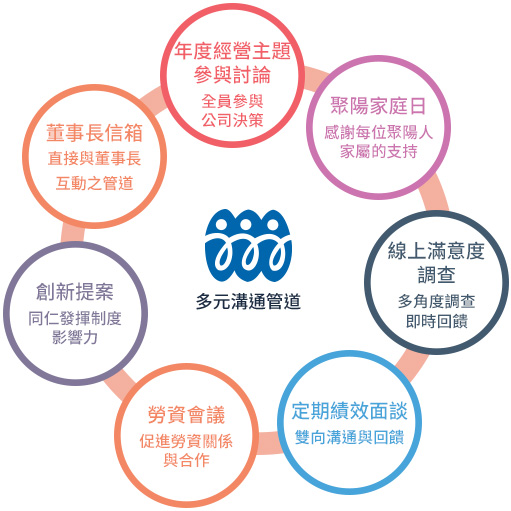 年度經營主題
參與討論
全員參與
公司決策
聚陽家庭日
感謝每位聚陽人
家屬的支持
線上滿意度
調查
多角度調查
即時回饋
定期績效面談
雙向溝通與回饋
勞資會議
促進勞資關係
與合作
創新提案
同仁發揮制度
影響力
董事長信箱
直接與董事長
互動之管道
多元溝通管道